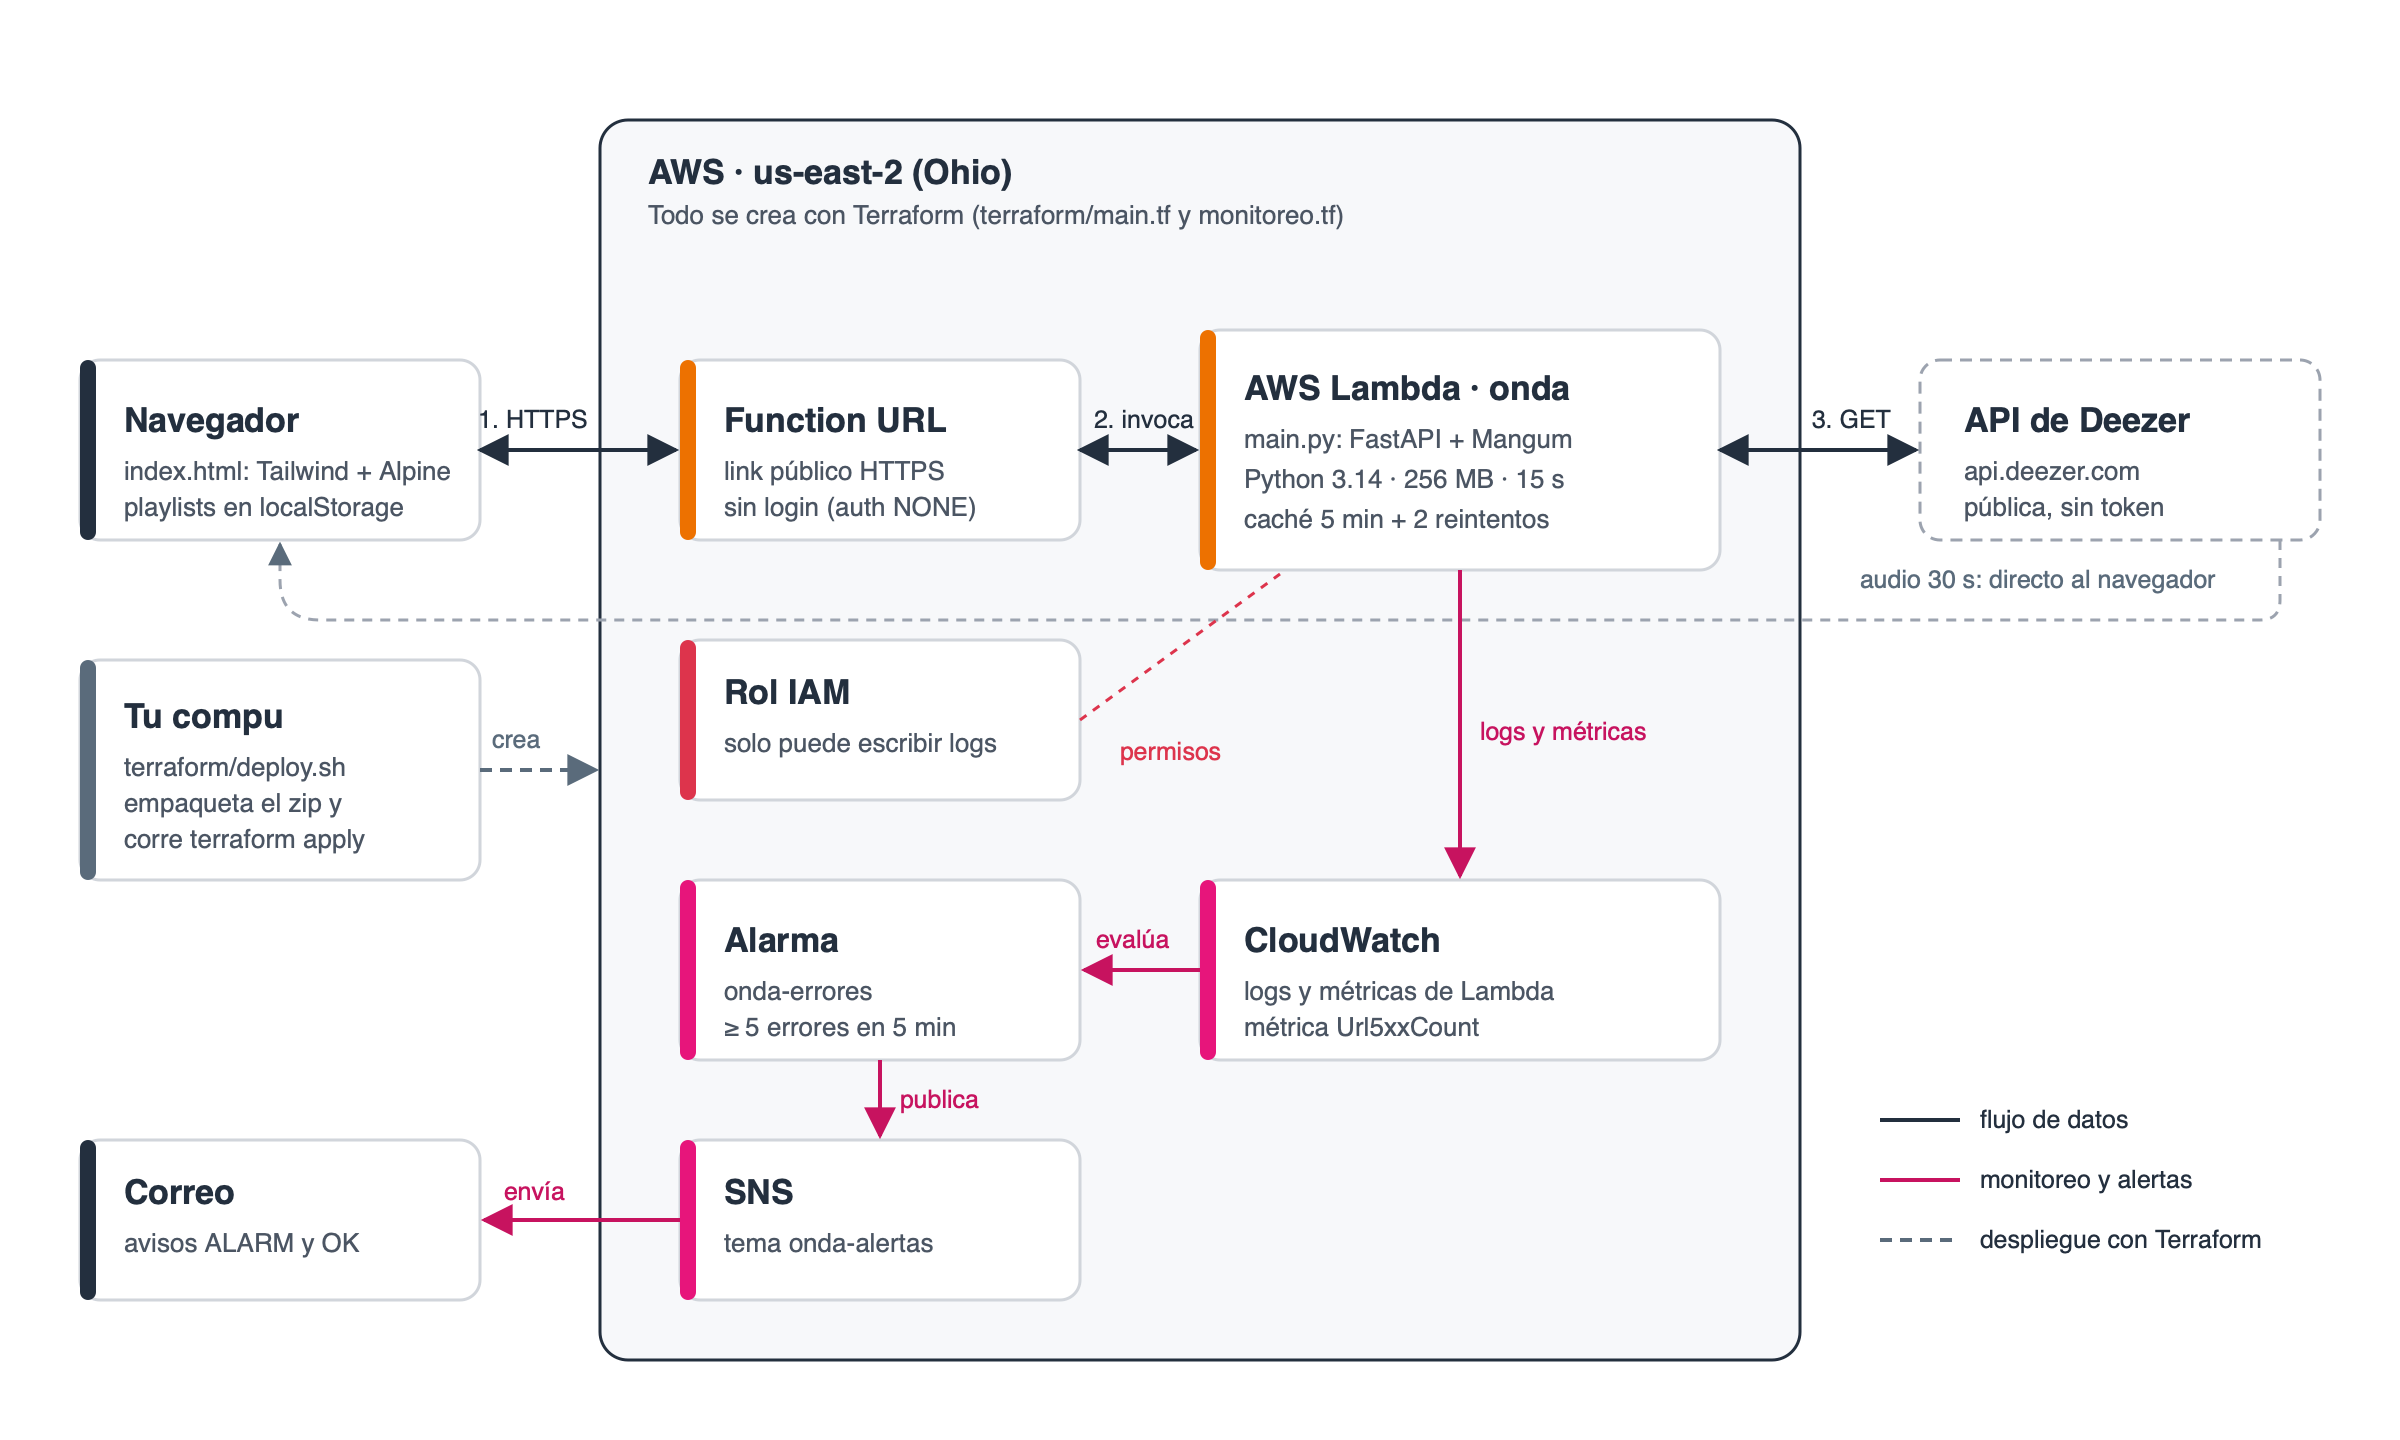 AWS · us-east-2 (Ohio)
Todo se crea con Terraform (terraform/main.tf y monitoreo.tf)
Navegador
index.html: Tailwind + Alpine
playlists en localStorage
1. HTTPS
Function URL
link público HTTPS
sin login (auth NONE)
2. invoca
AWS Lambda · onda
main.py: FastAPI + Mangum
Python 3.14 · 256 MB · 15 s
caché 5 min + 2 reintentos
3. GET
API de Deezer
api.deezer.com
pública, sin token
audio 30 s: directo al navegador
Tu compu
terraform/deploy.sh
empaqueta el zip y
corre terraform apply
crea
Rol IAM
solo puede escribir logs
permisos
logs y métricas
Alarma
onda-errores
≥ 5 errores en 5 min
evalúa
CloudWatch
logs y métricas de Lambda
métrica Url5xxCount
publica
Correo
avisos ALARM y OK
envía
SNS
tema onda-alertas
flujo de datos
monitoreo y alertas
despliegue con Terraform